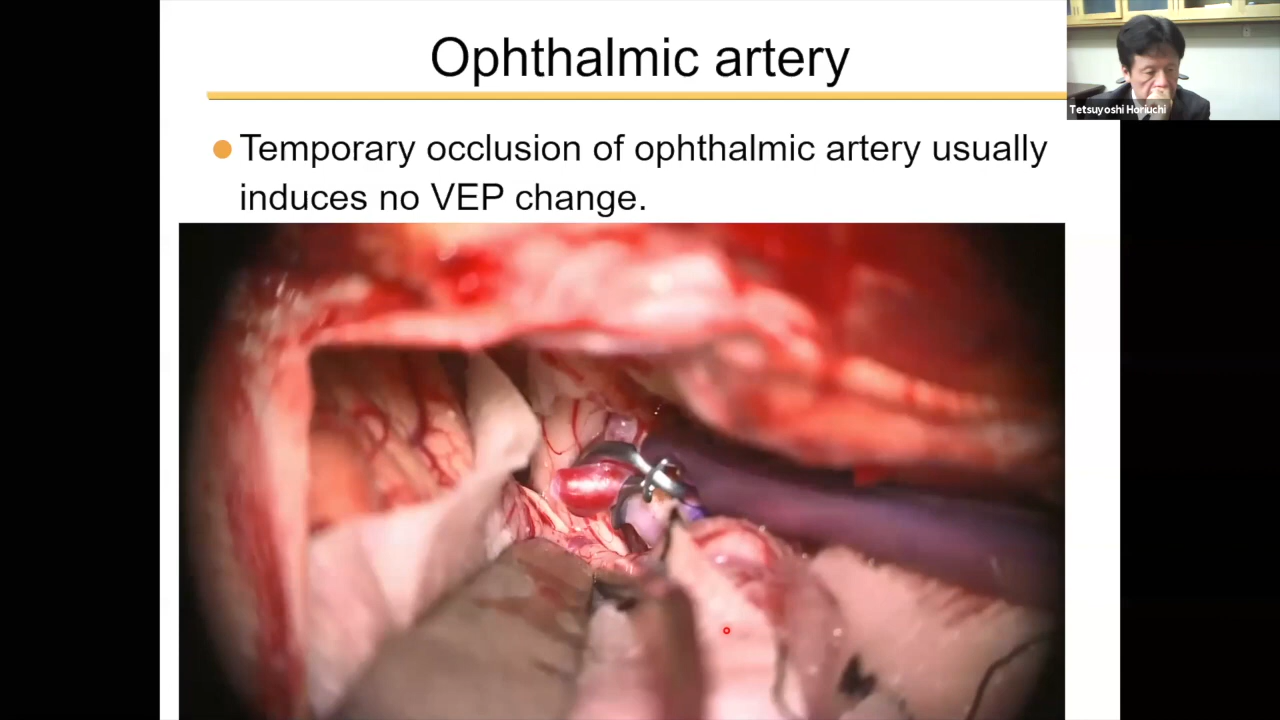 Ophthalmic artery
Tetsuyoshi Horiuchi
Temporary occlusion of ophthalmic artery usually
induces no VEP change.